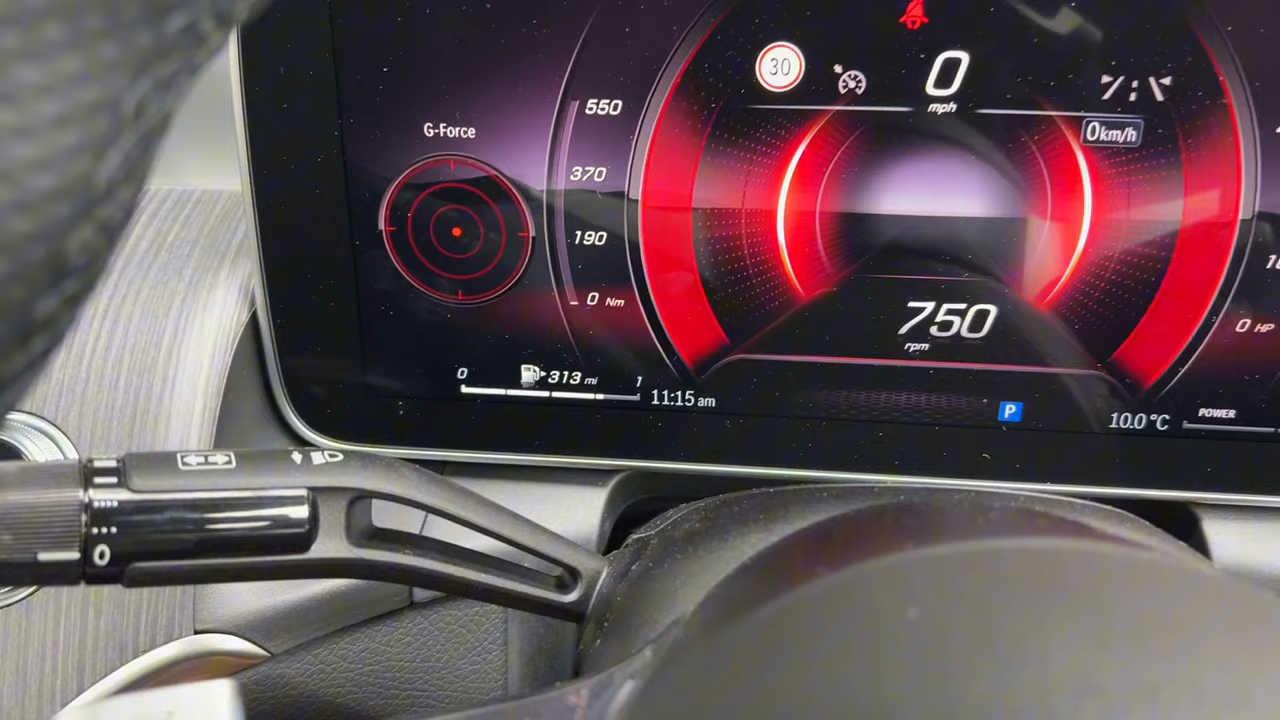 30
0
mph
0km/h
G-Force
550
370
190
0 Nm
750
rpm
0 HP
0
313 mi
1
11:15 am
P
10.0 °C
POWER
0